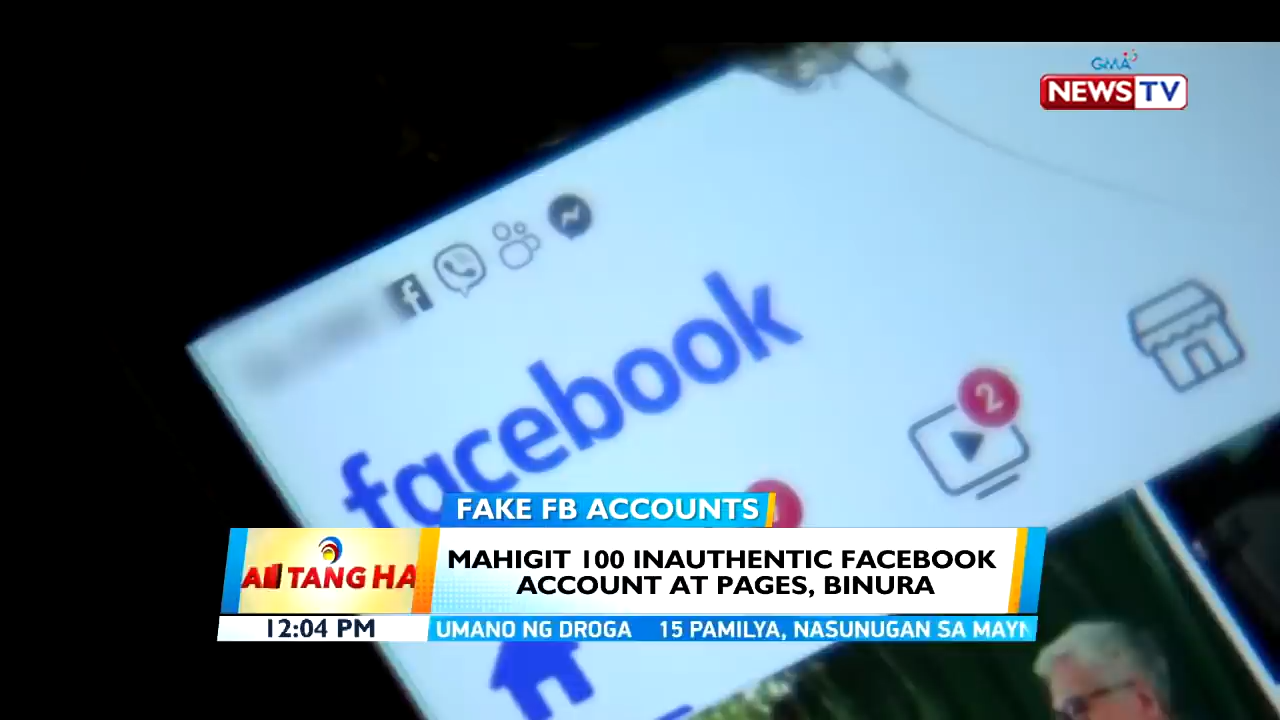 GMA
NEWS TV
facebook
2
1
FAKE FB ACCOUNTS
MAHIGIT 100 INAUTHENTIC FACEBOOK
ACCOUNT AT PAGES, BINURA
12:04 PM
UMANO NG DROGA 15 PAMILYA, NASUNUGAN SA